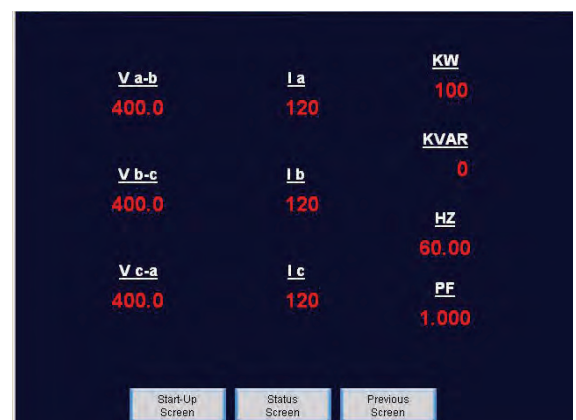 V a-b
400.0
V b-c
400.0
V c-a
400.0
I a
120
I b
120
I c
120
KW
100
KVAR
0
HZ
60.00
PF
1.000
Start-Up
Screen
Status
Screen
Previous
Screen